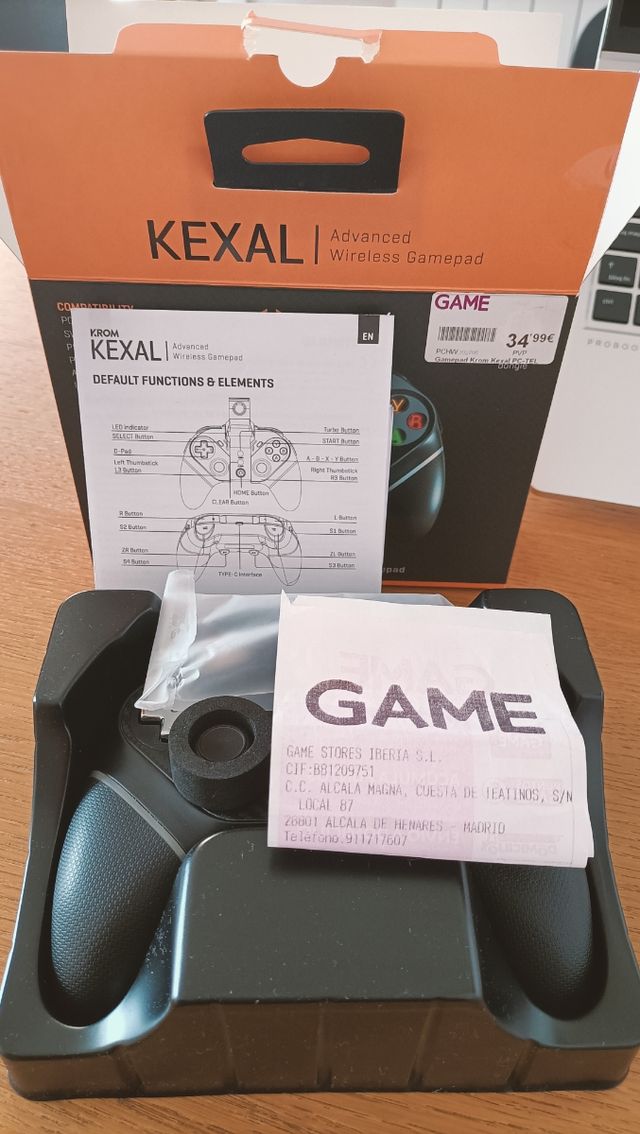 KEXAL | Advanced
Wireless Gamepad
COMPATIBILITY
GAME
34'99€
PCHW
PVP
Gamepad Krom Kexal PC-TEL
dongle
Y
R
KROM
KEXAL | Advanced
Wireless Gamepad
EN
DEFAULT FUNCTIONS & ELEMENTS
LED indicator
SELECT Button
D-Pad
Left Thumbstick
L3 Button
Turbo Button
START Button
A - B - X - Y Button
Right Thumbstick
R3 Button
HOME Button
CLEAR Button
R Button
S2 Button
ZR Button
S4 Button
L Button
S1 Button
ZL Button
S3 Button
TYPE-C Interface
GAME
GAME STORES IBERIA S.L.
CIF:B81209751
C.C. ALCALA MAGNA, CUESTA DE TEATINOS, S/N
LOCAL 87
28801 ALCALA DE HENARES - MADRID
Teléfono.911717607